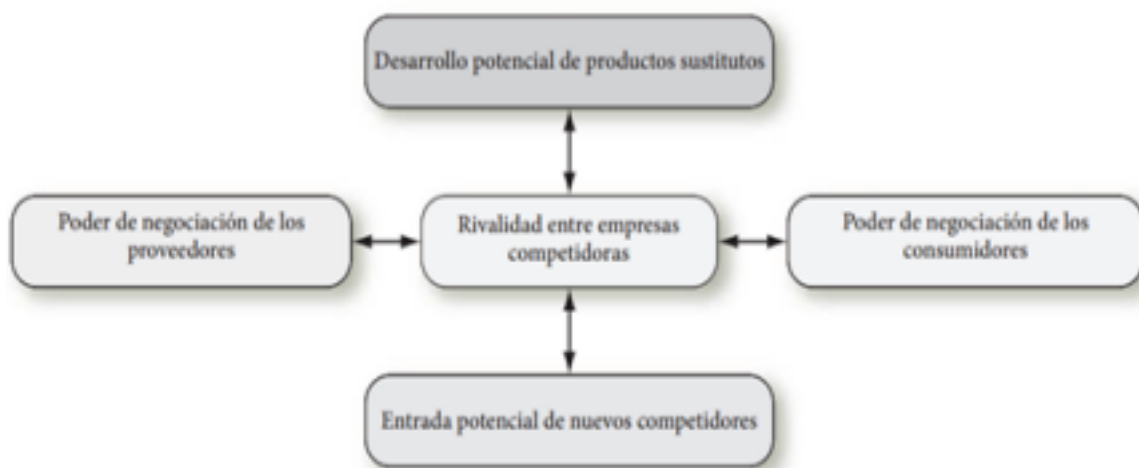 Desarrollo potencial de productos sustitutos
Poder de negociación de los
proveedores
Rivalidad entre empresas
competidoras
Poder de negociación de los
consumidores
Entrada potencial de nuevos competidores